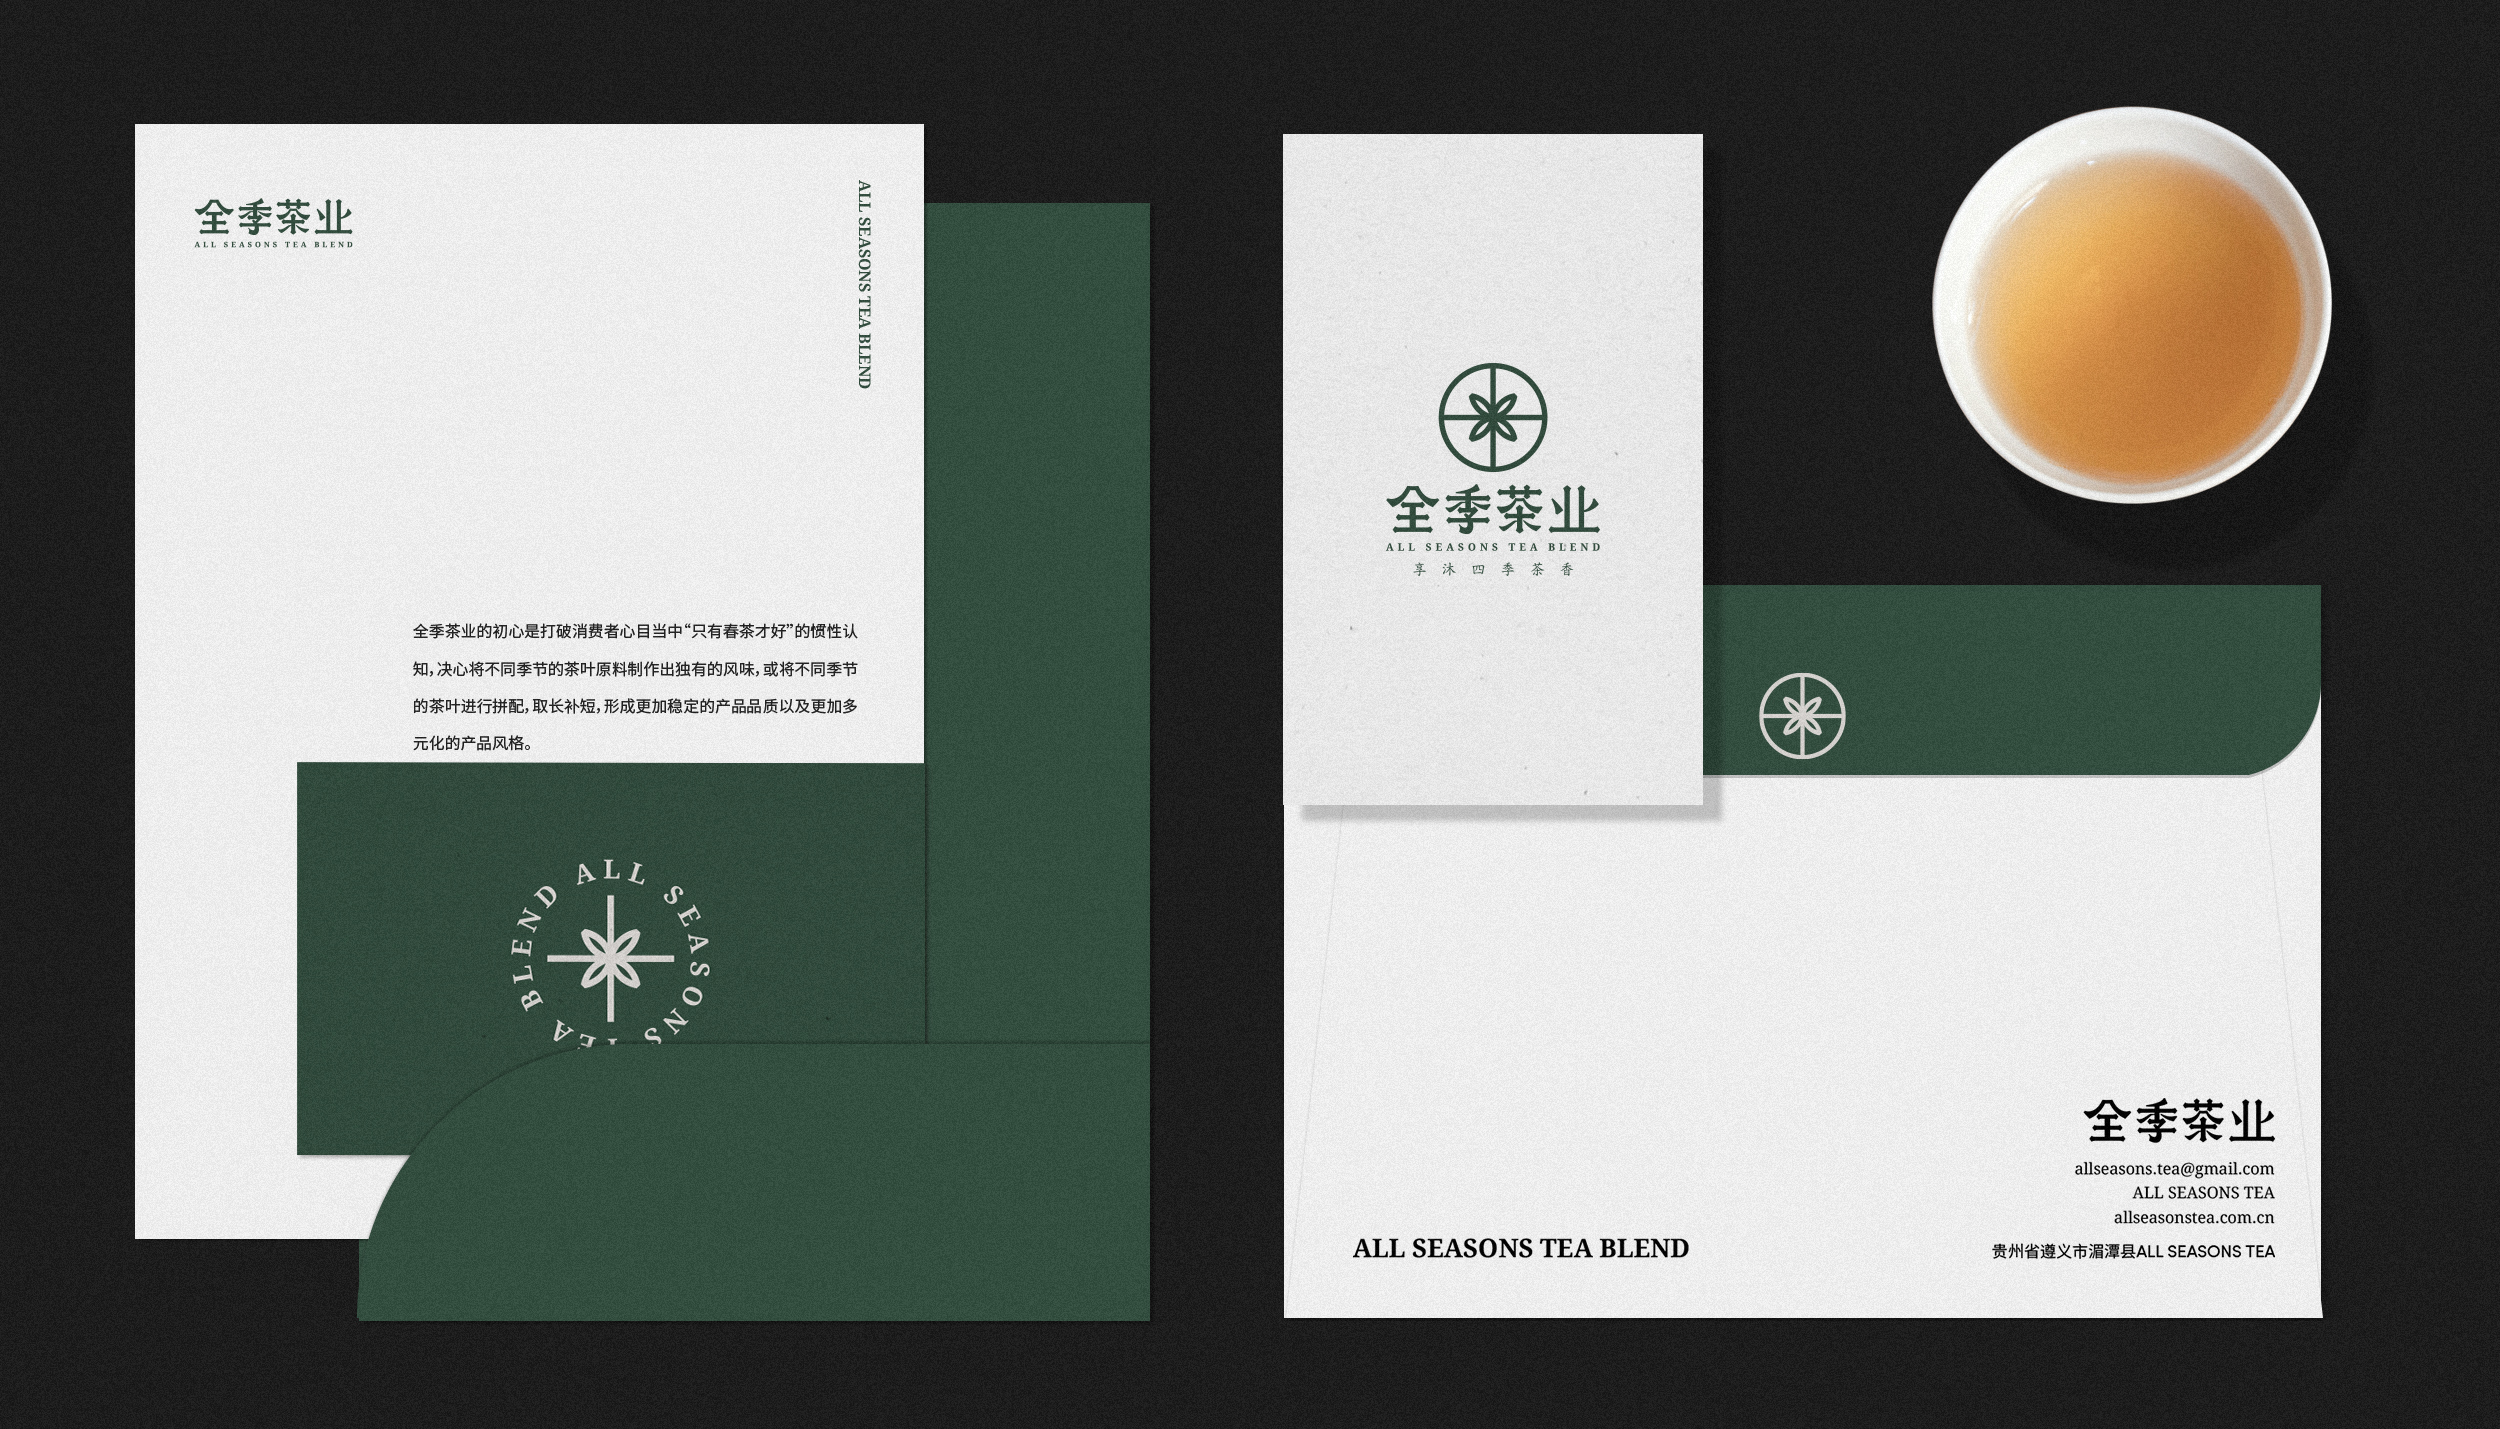 全季茶业
ALL SEASONS TEA BLEND
ALL SEASONS TEA BLEND
全季茶业的初心是打破消费者心目当中“只有春茶才好”的惯性认
知，决心将不同季节的茶叶原料制作出独有的风味，或将不同季节
的茶叶进行拼配，取长补短，形成更加稳定的产品品质以及更加多
元化的产品风格。
ALL SEASONS TEA BLEND
全季茶业
ALL SEASONS TEA BLEND
享沐四季茶香
全季茶业
allseasons.tea@gmail.com
ALL SEASONS TEA
allseasonstea.com.cn
贵州省遵义市湄潭县ALL SEASONS TEA
ALL SEASONS TEA BLEND